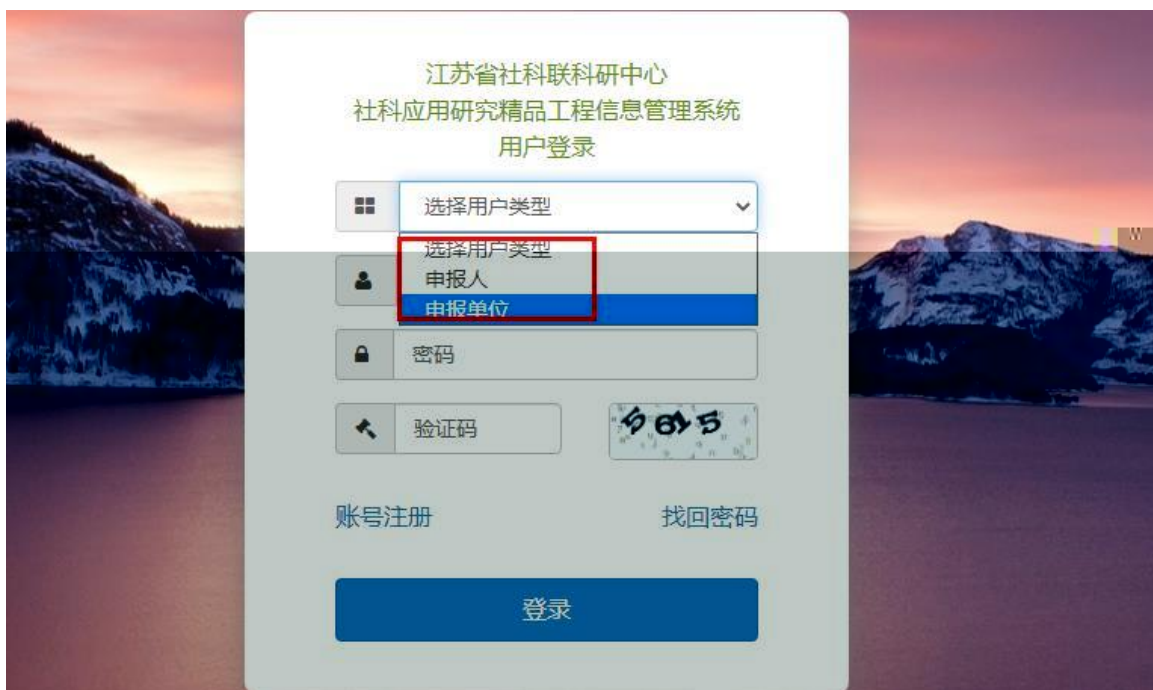 江苏省社科联科研中心
社科应用研究精品工程信息管理系统
用户登录
选择用户类型
选择用户类型
申报人
申报单位
密码
验证码
5615
账号注册
找回密码
登录